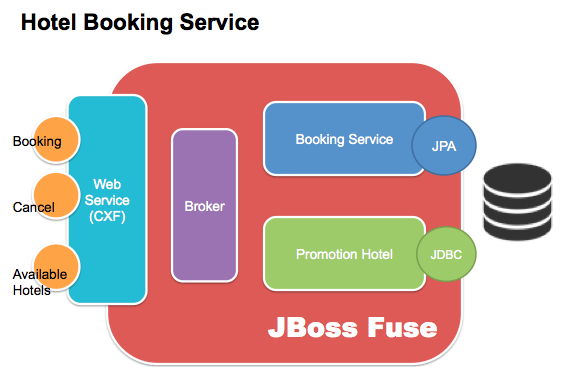 Hotel Booking Service
Booking
Cancel
Available
Hotels
Web
Service
(CXF)
Broker
Booking Service
JPA
Promotion Hotel
JDBC
JBoss Fuse